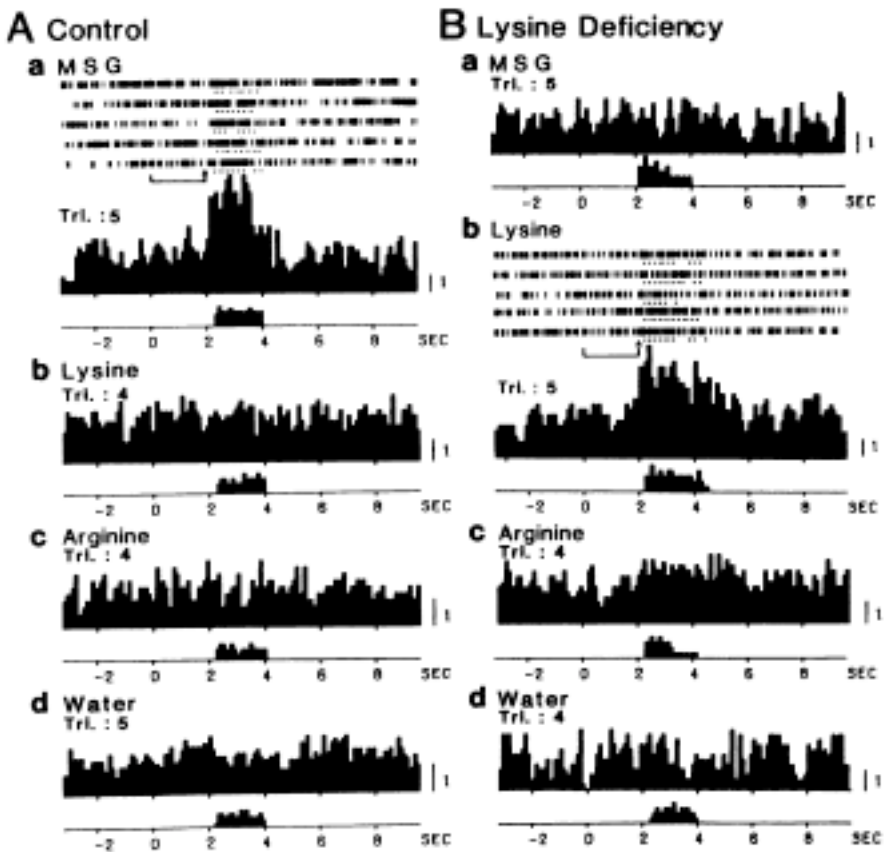 A Control
a MSG
Trl. : 5
1
-2 0 2 4 6 8 SEC
b Lysine
Trl. : 4
1
-2 0 2 4 6 8 SEC
c Arginine
Trl. : 4
1
-2 0 2 4 6 8 SEC
d Water
Trl. : 5
1
-2 0 2 4 6 8 SEC
B Lysine Deficiency
a MSG
Trl. : 5
1
-2 0 2 4 6 8 SEC
b Lysine
Trl. : 5
1
-2 0 2 4 6 8 SEC
c Arginine
Trl. : 4
1
-2 0 2 4 6 8 SEC
d Water
Trl. : 4
1
-2 0 2 4 6 8 SEC